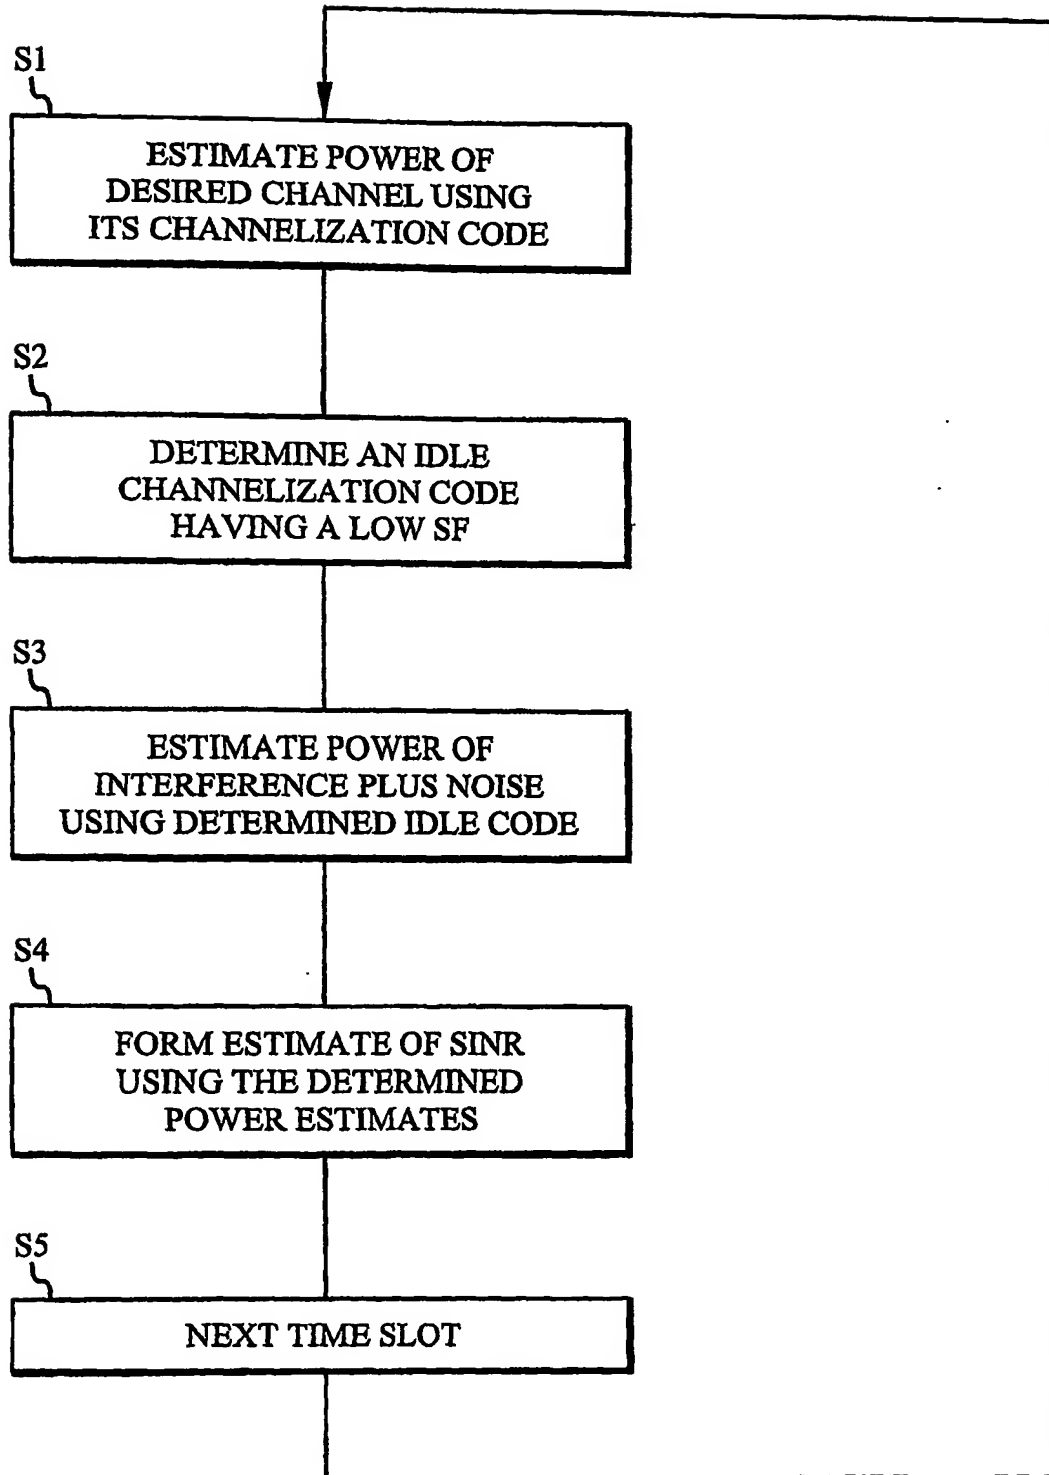 S1
ESTIMATE POWER OF
DESIRED CHANNEL USING
ITS CHANNELIZATION CODE
S2
DETERMINE AN IDLE
CHANNELIZATION CODE
HAVING A LOW SF
S3
ESTIMATE POWER OF
INTERFERENCE PLUS NOISE
USING DETERMINED IDLE CODE
S4
FORM ESTIMATE OF SINR
USING THE DETERMINED
POWER ESTIMATES
S5
NEXT TIME SLOT